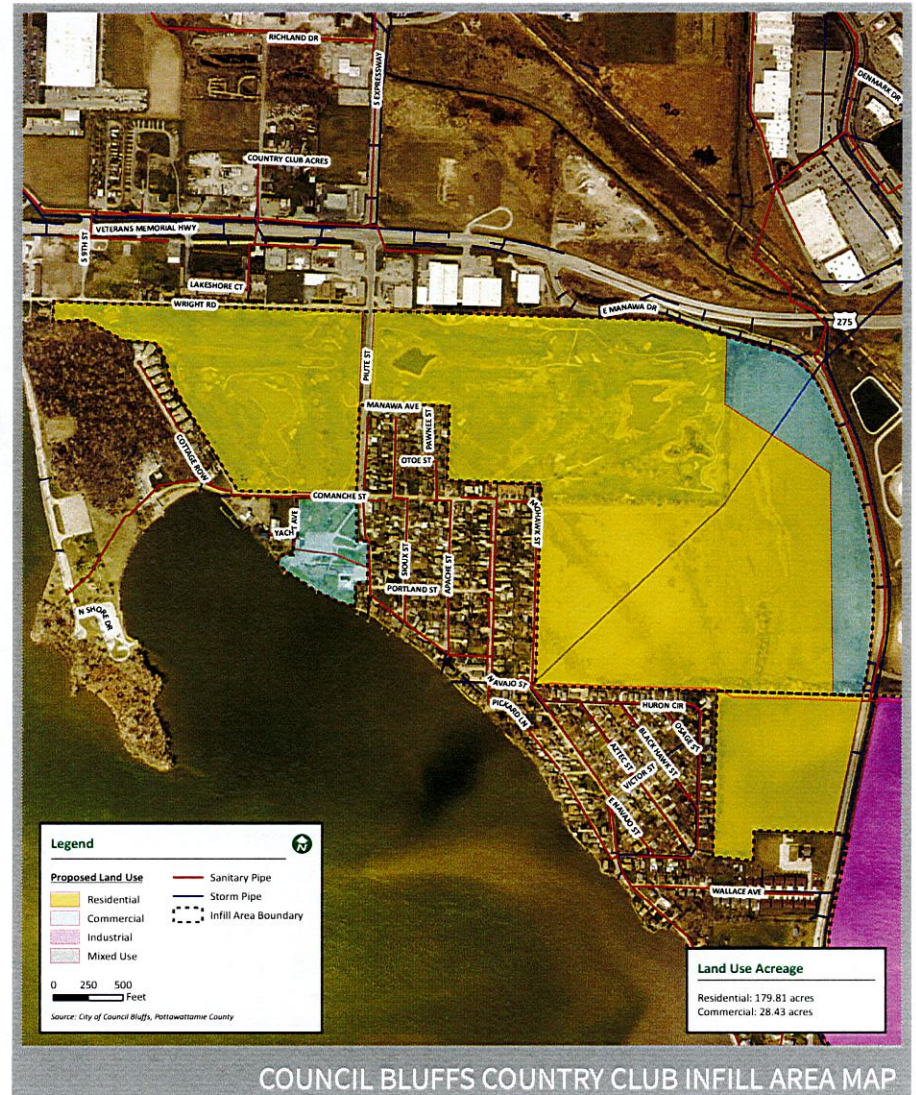 RICHLAND DR
S EXPRESSWAY
DENMARK DR
COUNTRY CLUB ACRES
S 9TH ST
VETERANS MEMORIAL HWY
LAKESHORE CT
WRIGHT RD
E MANAWA DR
275
PIUTE ST
MANAWA AVE
PAWNEE ST
OTOE ST
COTTAGE ROW
COMANCHE ST
YACHT AVE
MOHAWK ST
SIOUX ST
APACHE ST
PORTLAND ST
N SHORE DR
NAVAJO ST
PICKARD LN
HURON CIR
OSAGE ST
BLACK HAWK ST
AZTEC ST
VICTOR ST
E NAVAJO ST
WALLACE AVE
Legend
N
Proposed Land Use
Residential
Commercial
Industrial
Mixed Use
Sanitary Pipe
Storm Pipe
Infill Area Boundary
0 250 500
Feet
Source: City of Council Bluffs, Pottawattamie County
Land Use Acreage
Residential: 179.81 acres
Commercial: 28.43 acres
COUNCIL BLUFFS COUNTRY CLUB INFILL AREA MAP